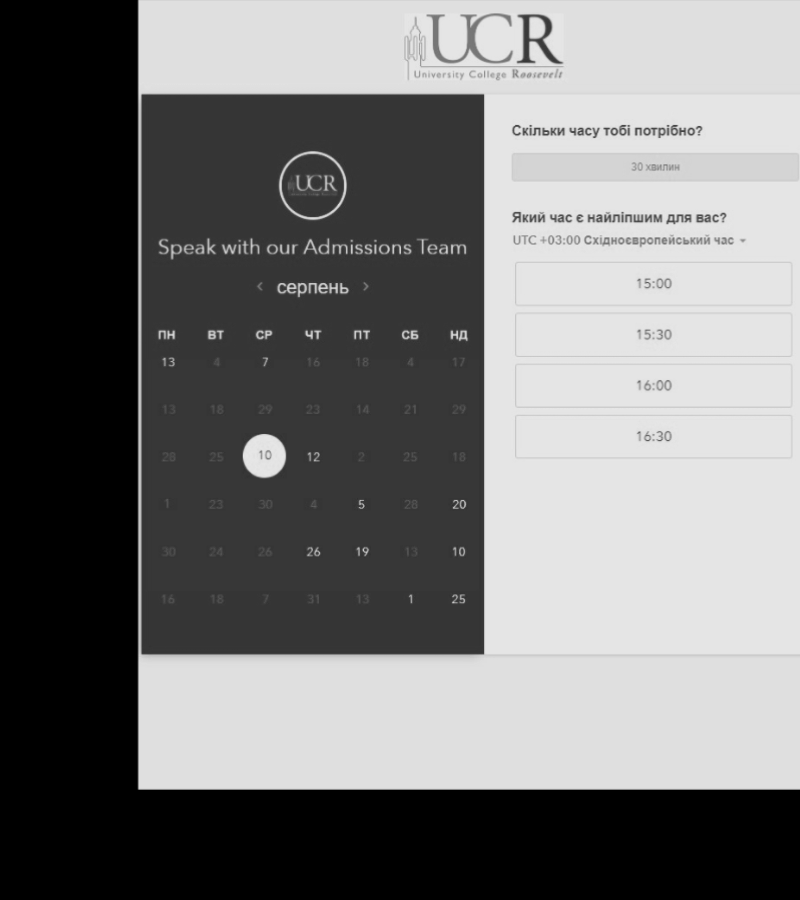 UCR
University College Roosevelt
UCR
Speak with our Admissions Team
‹ серпень ›
ПН ВТ СР ЧТ ПТ СБ НД
13 4 7 16 18 4 17
13 18 29 23 14 21 29
28 25 10 12 2 25 18
1 23 30 4 5 28 20
30 24 26 26 19 13 10
16 18 7 31 13 1 25
Скільки часу тобі потрібно?
30 хвилин
Який час є найліпшим для вас?
UTC +03:00 Східноєвропейський час
15:00
15:30
16:00
16:30